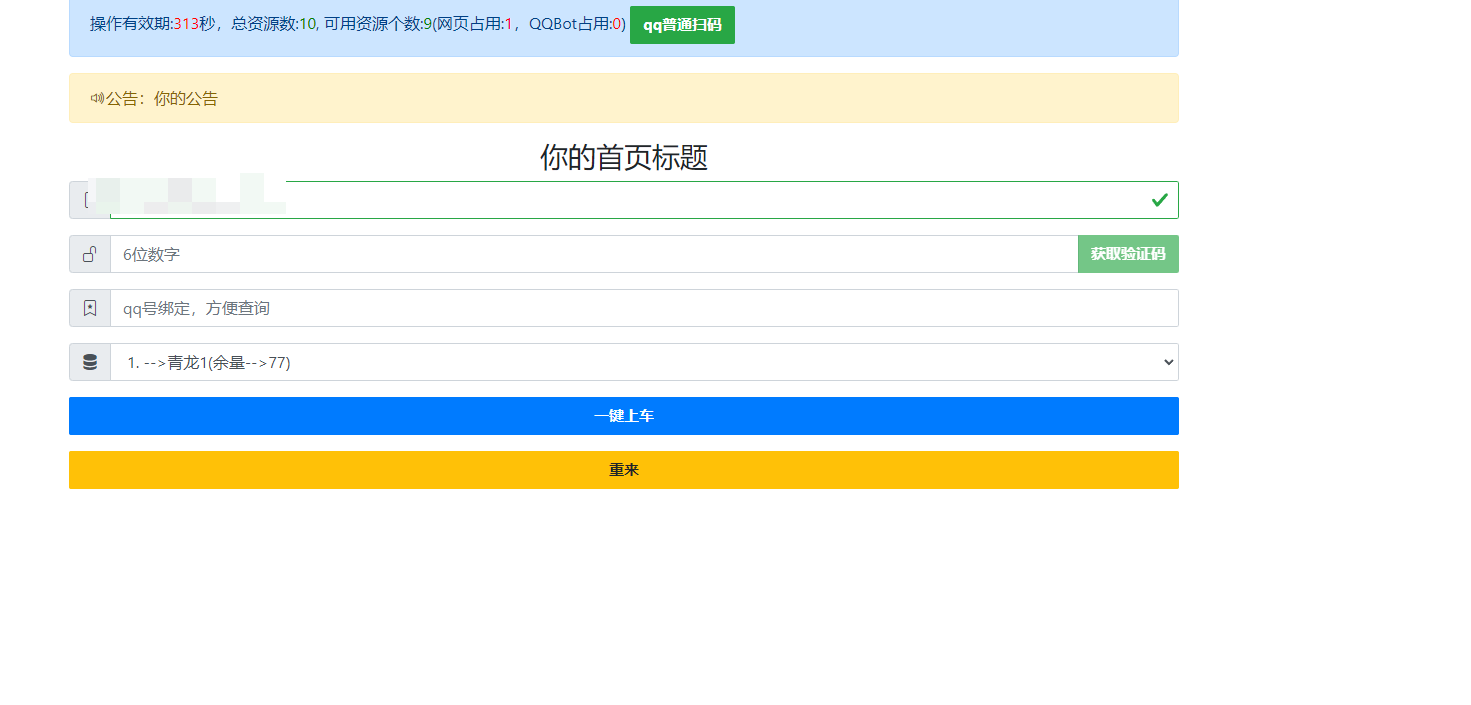 操作有效期:313秒，总资源数:10, 可用资源个数:9(网页占用:1，QQBot占用:0) qq普通扫码
公告：你的公告
你的首页标题
6位数字 获取验证码
qq号绑定，方便查询
1. -->青龙1(余量-->77)
一键上车
重来